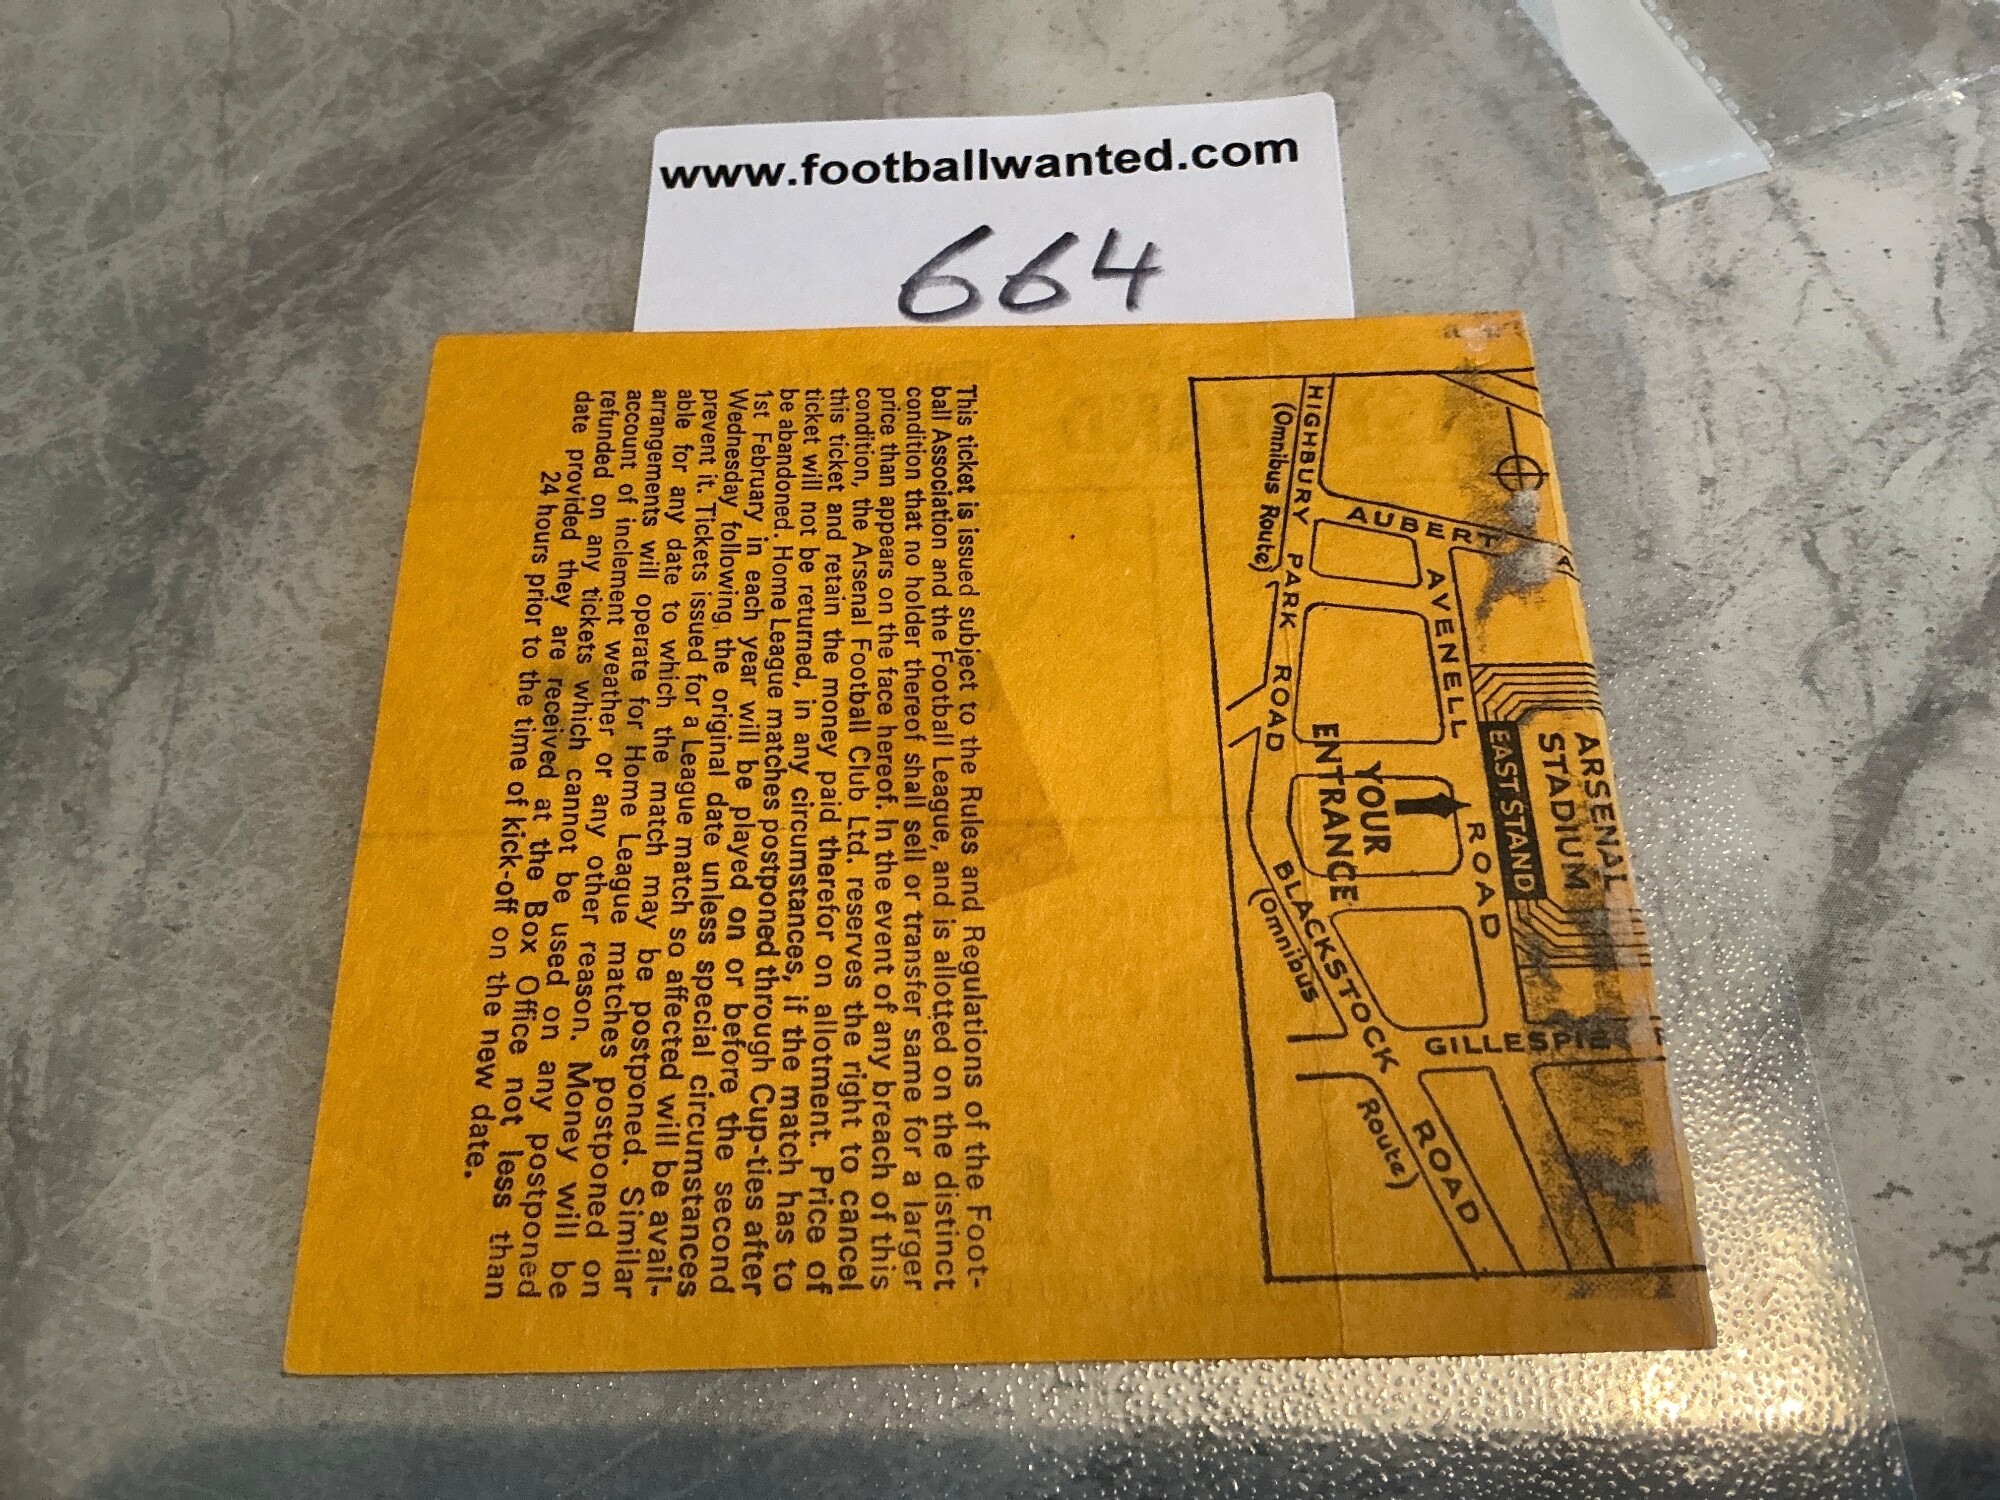 www.footballwanted.com
664
ARSENAL
STADIUM
EAST STAND
AUBERT
AVENELL
ROAD
GILLESPIE
YOUR
ENTRANCE
HIGHBURY PARK ROAD
(Omnibus Route)
BLACKSTOCK ROAD
(Omnibus Route)
This ticket is issued subject to the Rules and Regulations of the Foot-
ball Association and the Football League, and is allotted on the distinct
condition that no holder thereof shall sell or transfer same for a larger
price than appears on the face hereof. In the event of any breach of this
condition, the Arsenal Football Club Ltd. reserves the right to cancel
this ticket and retain the money paid therefor on allotment. Price of
ticket will not be returned, in any circumstances, if the match has to
be abandoned. Home League matches postponed through Cup-ties after
1st February in each year will be played on or before the second
Wednesday following the original date unless special circumstances
prevent it. Tickets issued for a League match so affected will be avail-
able for any date to which the match may be postponed. Similar
arrangements will operate for Home League matches postponed on
account of inclement weather or any other reason. Money will be
refunded on any tickets which cannot be used on any postponed
date provided they are received at the Box Office not less than
24 hours prior to the time of kick-off on the new date.